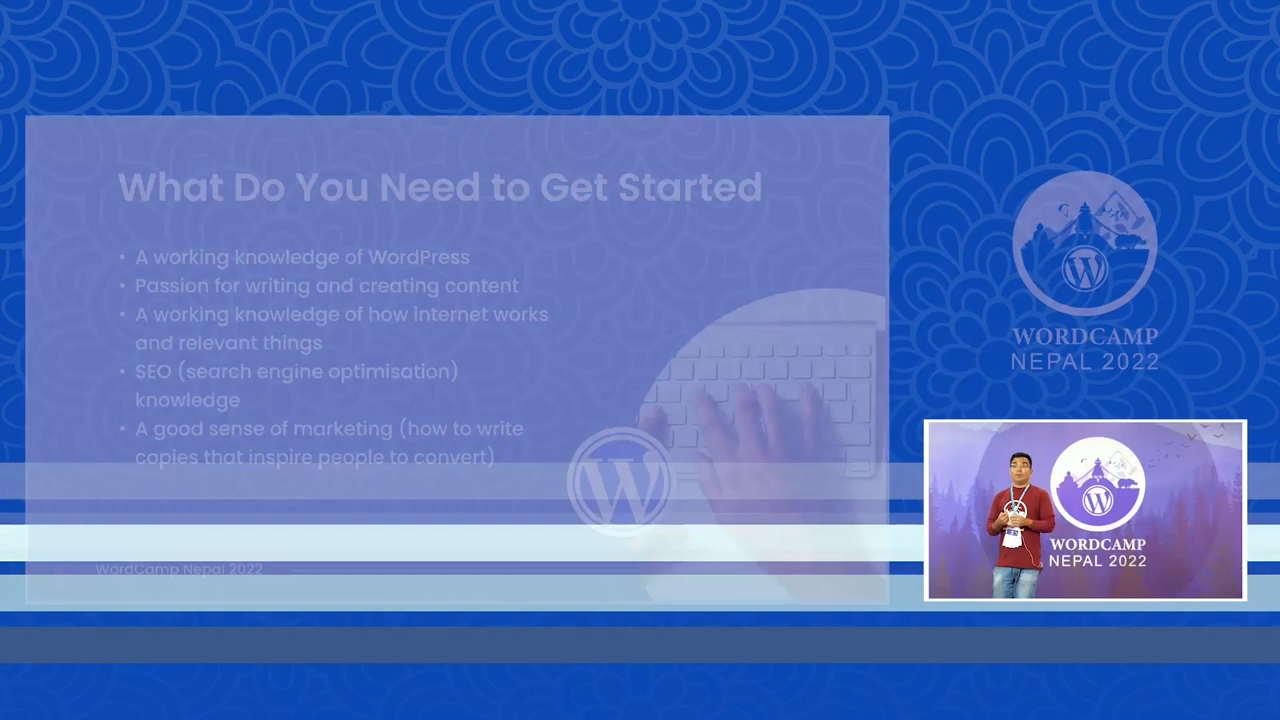 What Do You Need to Get Started
• A working knowledge of WordPress
• Passion for writing and creating content
• A working knowledge of how internet works
and relevant things
• SEO (search engine optimisation)
knowledge
• A good sense of marketing (how to write
copies that inspire people to convert)
WordCamp Nepal 2022
WORDCAMP
NEPAL 2022
WORDCAMP
NEPAL 2022